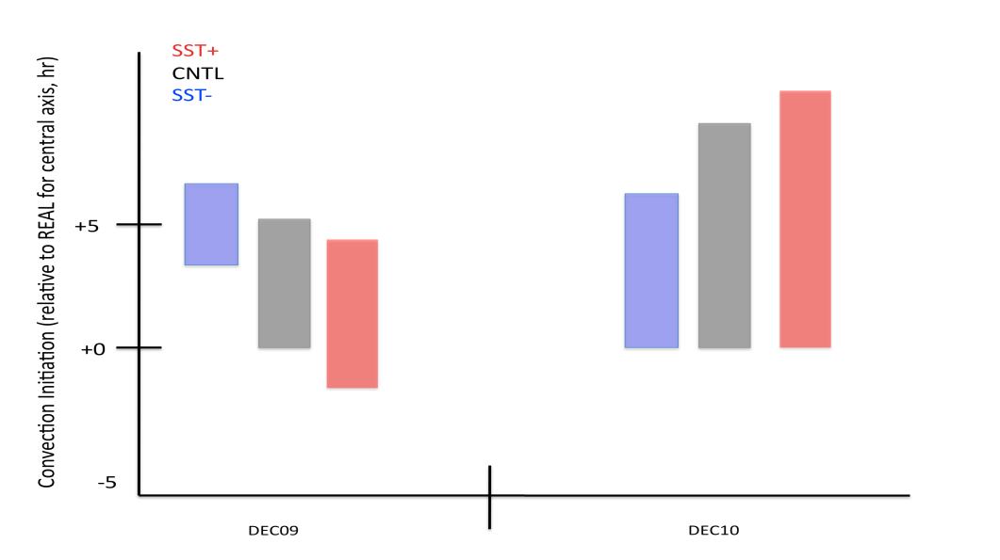 SST+
CNTL
SST-
Convection Initiation (relative to REAL for central axis, hr)
+5
+0
-5
DEC09
DEC10